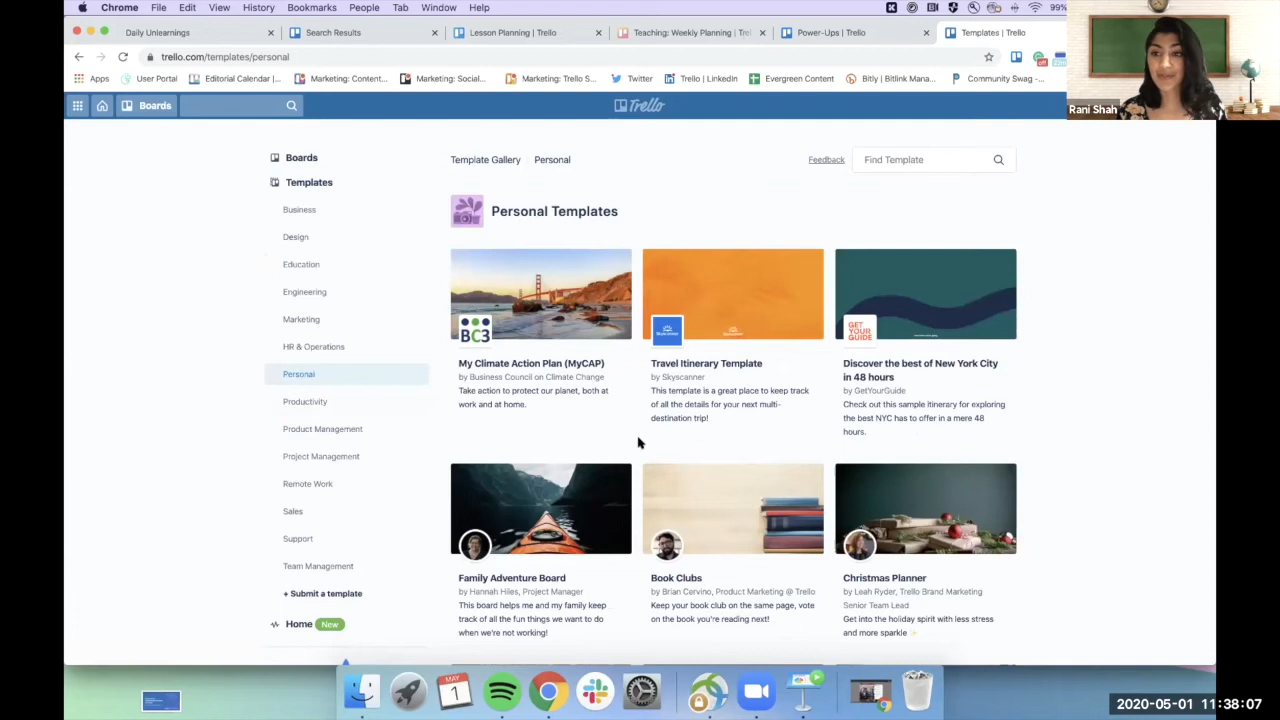 Chrome File Edit View History Bookmarks People Tab Window Help 99%
Daily Unlearnings Search Results Lesson Planning | Trello Teaching: Weekly Planning | Trel Power-Ups | Trello Templates | Trello
trello.com/templates/personal
Apps User Portal Editorial Calendar |... Marketing: Content... Marketing: Social... Marketing: Trello S... Twitter Trello | LinkedIn Evergreen Content Bitly | Bitlink Mana... Community Swag -...
Rani Shah
Boards Trello
Boards
Templates
Business
Design
Education
Engineering
Marketing
HR & Operations
Personal
Productivity
Product Management
Project Management
Remote Work
Sales
Support
Team Management
+ Submit a template
Home New
Template Gallery Personal Feedback Find Template
Personal Templates
BC3
My Climate Action Plan (MyCAP)
by Business Council on Climate Change
Take action to protect our planet, both at
work and at home.
Skyscanner
Travel Itinerary Template
by Skyscanner
This template is a great place to keep track
of all the details for your next multi-
destination trip!
GET
YOUR
GUIDE
Discover the best of New York City
in 48 hours
by GetYourGuide
Check out this sample itinerary for exploring
the best NYC has to offer in a mere 48
hours.
Family Adventure Board
by Hannah Hiles, Project Manager
This board helps me and my family keep
track of all the fun things we want to do
when we're not working!
Book Clubs
by Brian Cervino, Product Marketing @ Trello
Keep your book club on the same page, vote
on the book you're reading next!
Christmas Planner
by Leah Ryder, Trello Brand Marketing
Senior Team Lead
Get into the holiday spirit with less stress
and more sparkle ✨
MAY
1
2020-05-01 11:38:07